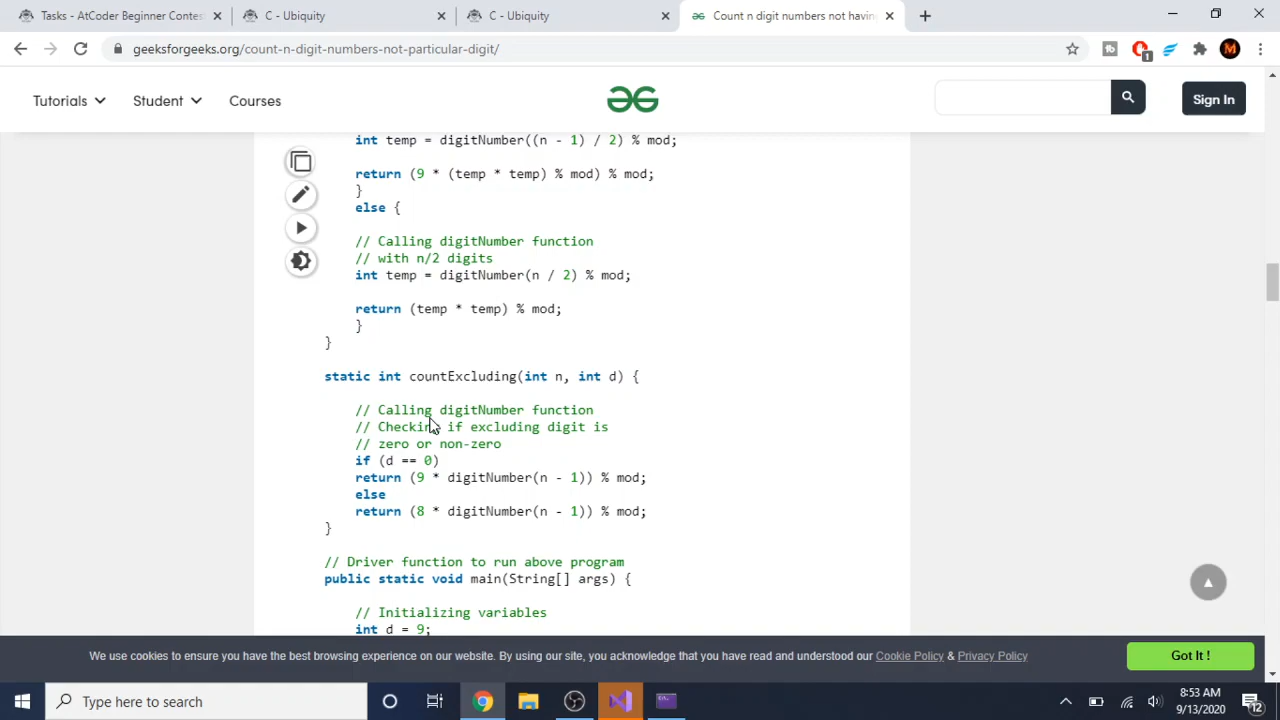 Tasks - AtCoder Beginner Contes
C - Ubiquity
C - Ubiquity
Count n digit numbers not havin
geeksforgeeks.org/count-n-digit-numbers-not-particular-digit/
1
M
Tutorials
Student
Courses
Sign In
int temp = digitNumber((n - 1) / 2) % mod;
return (9 * (temp * temp) % mod) % mod;
}
else {
// Calling digitNumber function
// with n/2 digits
int temp = digitNumber(n / 2) % mod;
return (temp * temp) % mod;
}
}
static int countExcluding(int n, int d) {
// Calling digitNumber function
// Checking if excluding digit is
// zero or non-zero
if (d == 0)
return (9 * digitNumber(n - 1)) % mod;
else
return (8 * digitNumber(n - 1)) % mod;
}
// Driver function to run above program
public static void main(String[] args) {
// Initializing variables
int d = 9;
We use cookies to ensure you have the best browsing experience on our website. By using our site, you acknowledge that you have read and understood our Cookie Policy & Privacy Policy
Got It !
Type here to search
8:53 AM
9/13/2020
12